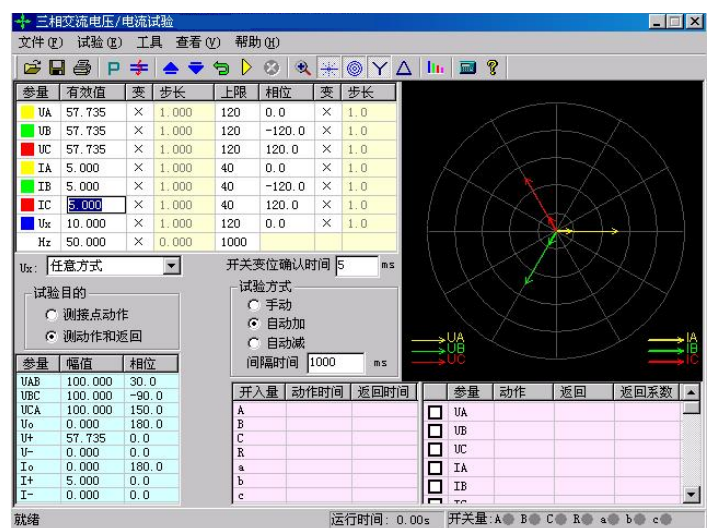 三相交流电压/电流试验
文件(F) 试验(E) 工具 查看(V) 帮助(H)
参量 有效值 变 步长 上限 相位 变 步长
UA 57.735 × 1.000 120 0.0 × 1.0
UB 57.735 × 1.000 120 -120.0 × 1.0
UC 57.735 × 1.000 120 120.0 × 1.0
IA 5.000 × 1.000 40 0.0 × 1.0
IB 5.000 × 1.000 40 -120.0 × 1.0
IC 5.000 × 1.000 40 120.0 × 1.0
Ux 10.000 × 1.000 120 0.0 × 1.0
Hz 50.000 × 0.000 1000
Ux: 任意方式 开关变位确认时间 5 ms
试验目的
测接点动作
测动作和返回
试验方式
手动
自动加
自动减
间隔时间 1000 ms
UA
UB
UC
IA
IB
IC
参量 幅值 相位
UAB 100.000 30.0
UBC 100.000 -90.0
UCA 100.000 150.0
Uo 0.000 180.0
U+ 57.735 0.0
U- 0.000 0.0
Io 0.000 180.0
I+ 5.000 0.0
I- 0.000 0.0
开入量 动作时间 返回时间
A
B
C
R
a
b
c
参量 动作 返回 返回系数
UA
UB
UC
IA
IB
就绪 运行时间: 0.00s 开关量:A B C R a b c